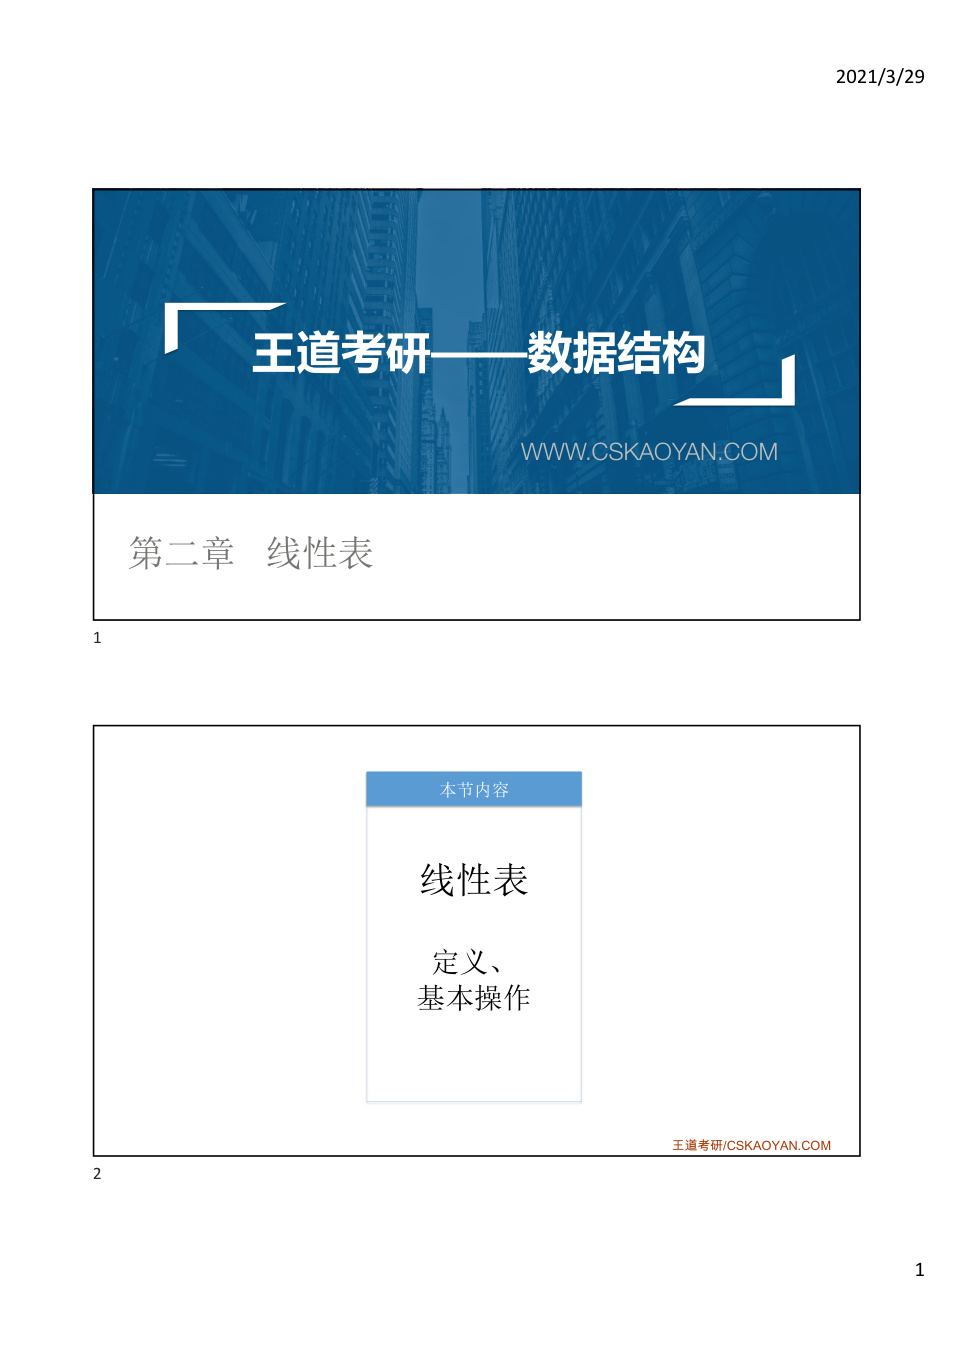 2021/3/29
王道考研——数据结构
WWW.CSKAOYAN.COM
第二章 线性表
1
本节内容
线性表
定义、
基本操作
王道考研/CSKAOYAN.COM
2
1